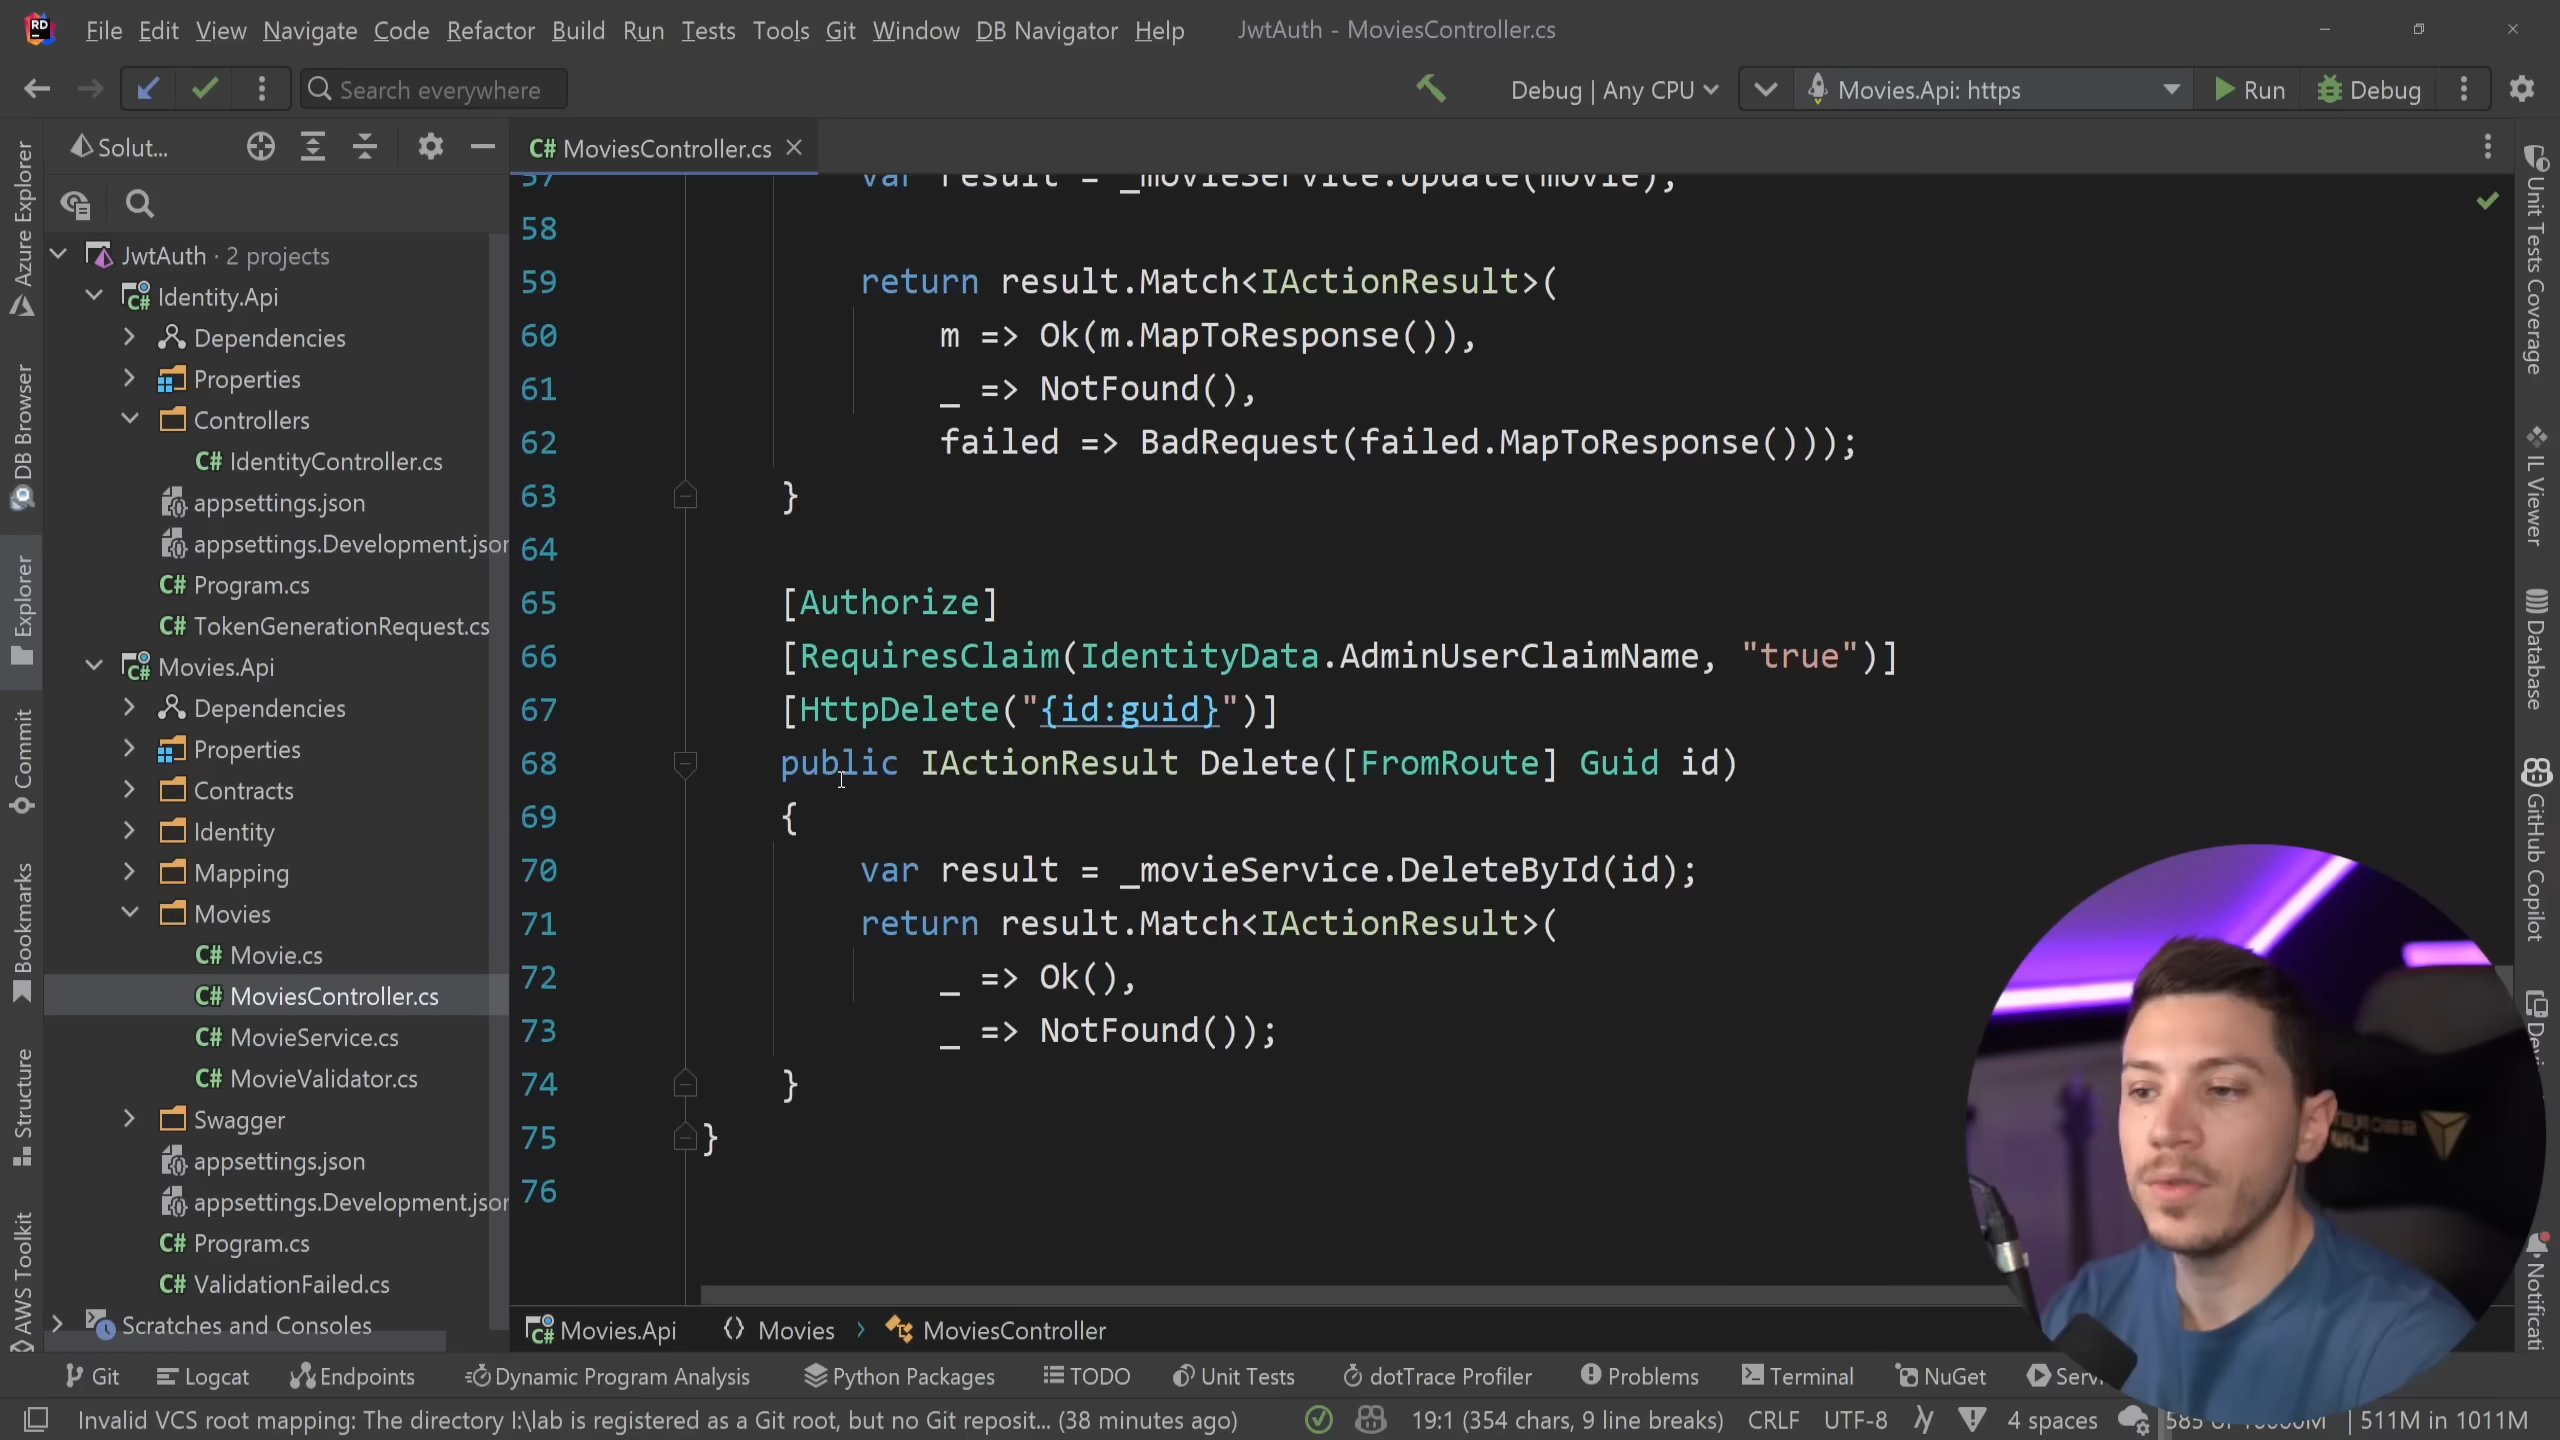 RD File Edit View Navigate Code Refactor Build Run Tests Tools Git Window DB Navigator Help JwtAuth - MoviesController.cs
Search everywhere Debug | Any CPU Movies.Api: https Run Debug
Solut...
C# MoviesController.cs
JwtAuth · 2 projects
Identity.Api
Dependencies
Properties
Controllers
C# IdentityController.cs
appsettings.json
appsettings.Development.json
C# Program.cs
C# TokenGenerationRequest.cs
Movies.Api
Dependencies
Properties
Contracts
Identity
Mapping
Movies
C# Movie.cs
C# MoviesController.cs
C# MovieService.cs
C# MovieValidator.cs
Swagger
appsettings.json
appsettings.Development.json
C# Program.cs
C# ValidationFailed.cs
Scratches and Consoles
57 var result = _movieService.Update(movie);
58
59 return result.Match<IActionResult>(
60 m => Ok(m.MapToResponse()),
61 _ => NotFound(),
62 failed => BadRequest(failed.MapToResponse()));
63 }
64
65 [Authorize]
66 [RequiresClaim(IdentityData.AdminUserClaimName, "true")]
67 [HttpDelete("{id:guid}")]
68 public IActionResult Delete([FromRoute] Guid id)
69 {
70 var result = _movieService.DeleteById(id);
71 return result.Match<IActionResult>(
72 _ => Ok(),
73 _ => NotFound());
74 }
75 }
76
Azure Explorer
DB Browser
Explorer
Commit
Bookmarks
Structure
AWS Toolkit
Unit Tests Coverage
IL Viewer
Database
GitHub Copilot
Notificati
Movies.Api Movies MoviesController
Git Logcat Endpoints Dynamic Program Analysis Python Packages TODO Unit Tests dotTrace Profiler Problems Terminal NuGet Serv
Invalid VCS root mapping: The directory I:\lab is registered as a Git root, but no Git reposit... (38 minutes ago) 19:1 (354 chars, 9 line breaks) CRLF UTF-8 4 spaces 511M in 1011M